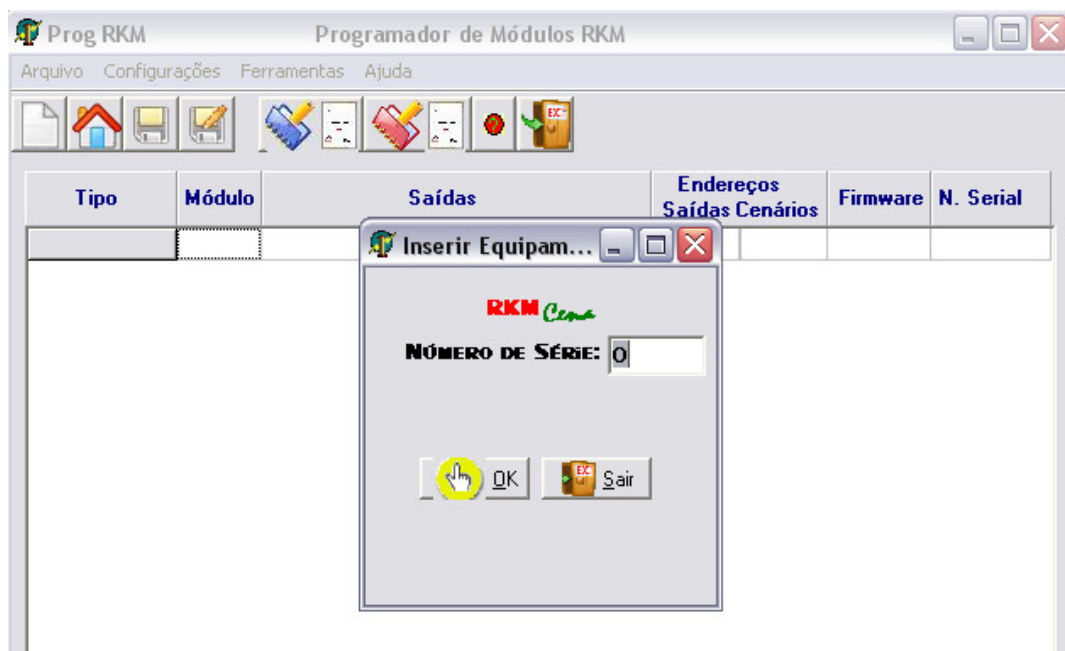 Prog RKM Programador de Módulos RKM
Arquivo Configurações Ferramentas Ajuda
EXIT
Tipo Módulo Saídas Endereços Saídas Cenários Firmware N. Serial
Inserir Equipam...
RKM Cena
Número de Série: 0
OK Sair